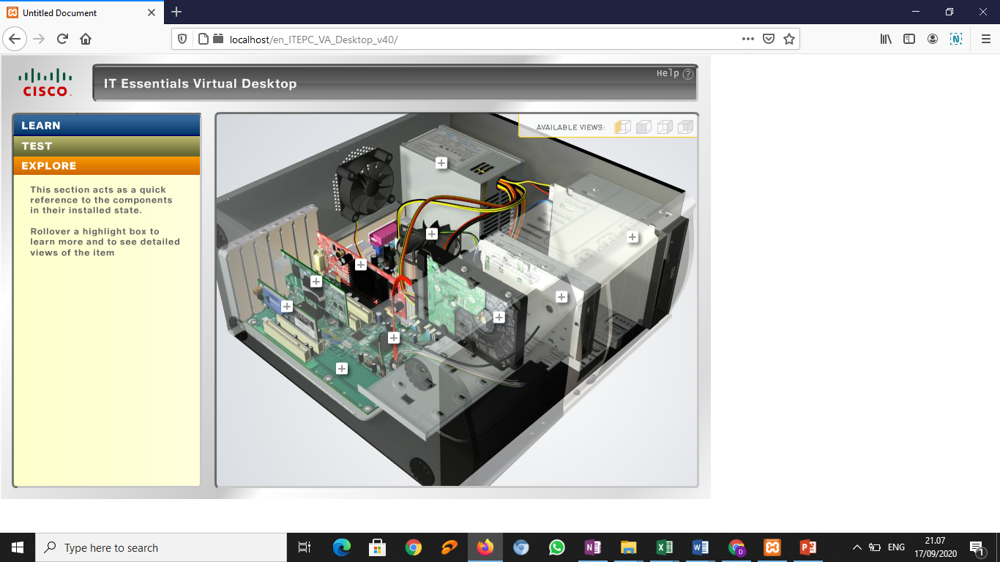 Untitled Document
localhost/en_ITEPC_VA_Desktop_v40/
CISCO
IT Essentials Virtual Desktop
Help ?
LEARN
TEST
EXPLORE
This section acts as a quick
reference to the components
in their installed state.
Rollover a highlight box to
learn more and to see detailed
views of the item
AVAILABLE VIEWS:
Type here to search
ENG
21.07
17/09/2020
1